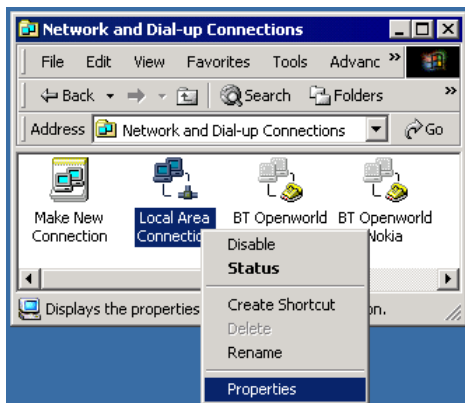 Network and Dial-up Connections
File Edit View Favorites Tools Advanc »
Back Search Folders »
Address Network and Dial-up Connections Go
Make New Connection
Local Area Connectio
BT Openworld
BT Openworld Nokia
Disable
Status
Create Shortcut
Delete
Rename
Properties
Displays the properties on.